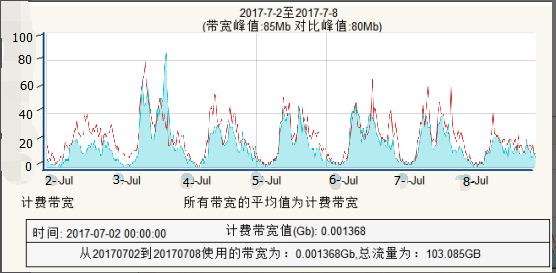 2017-7-2至2017-7-8
(带宽峰值:85Mb 对比峰值:80Mb)
100
80
60
40
20
0
2-Jul 3-Jul 4-Jul 5-Jul 6-Jul 7-Jul 8-Jul
计费带宽 所有带宽的平均值为计费带宽
时间: 2017-07-02 00:00:00 计费带宽值(Gb): 0.001368
从20170702到20170708使用的带宽为：0.001368Gb,总流量为：103.085GB